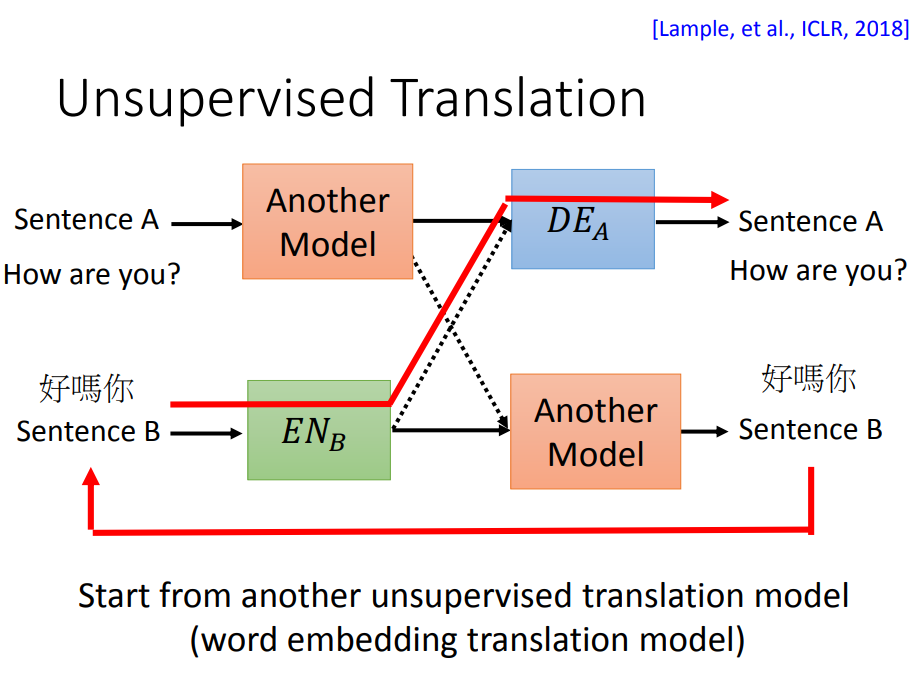 [Lample, et al., ICLR, 2018]
Unsupervised Translation
Sentence A
How are you?
Another
Model
DE_A
Sentence A
How are you?
好嗎你
Sentence B
EN_B
Another
Model
好嗎你
Sentence B
Start from another unsupervised translation model
(word embedding translation model)